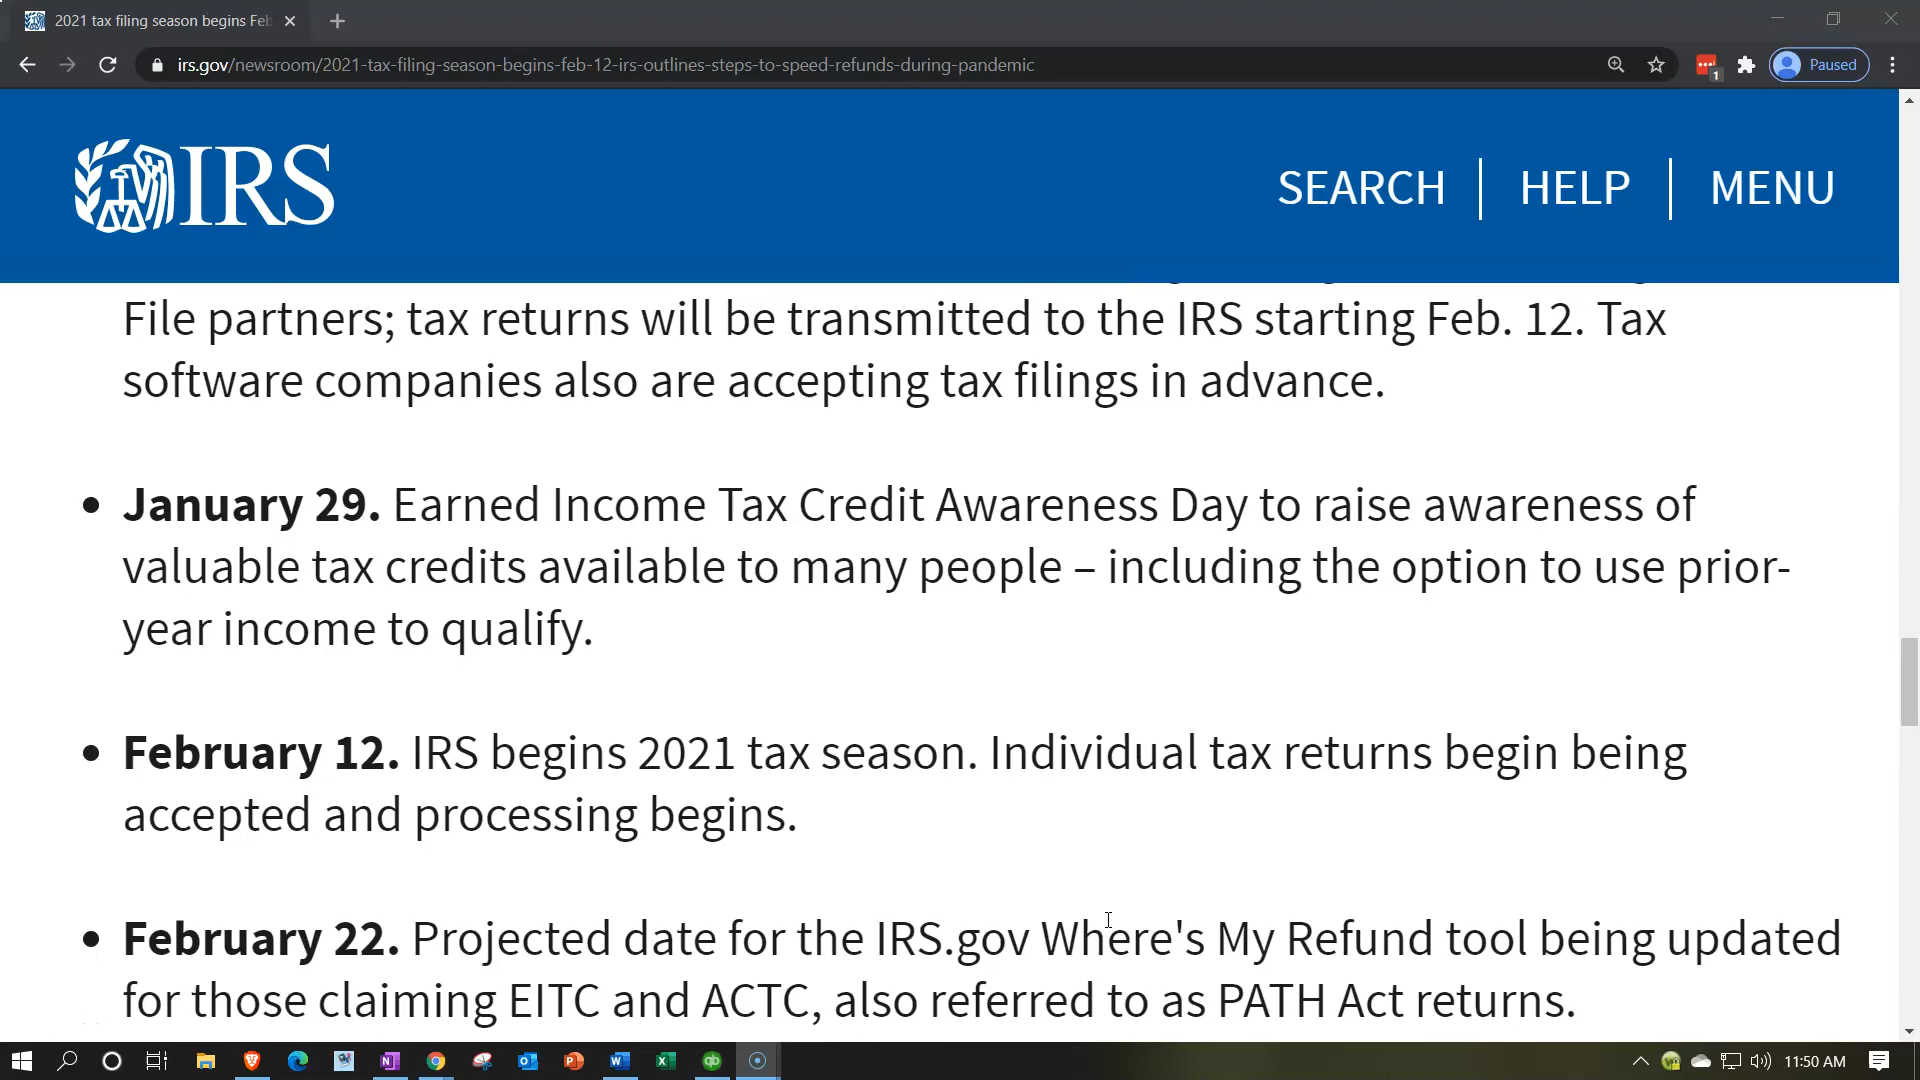 2021 tax filing season begins Feb
irs.gov/newsroom/2021-tax-filing-season-begins-feb-12-irs-outlines-steps-to-speed-refunds-during-pandemic
1
Paused
IRS
SEARCH
HELP
MENU
File partners; tax returns will be transmitted to the IRS starting Feb. 12. Tax
software companies also are accepting tax filings in advance.
• January 29. Earned Income Tax Credit Awareness Day to raise awareness of
valuable tax credits available to many people – including the option to use prior-
year income to qualify.
• February 12. IRS begins 2021 tax season. Individual tax returns begin being
accepted and processing begins.
• February 22. Projected date for the IRS.gov Where's My Refund tool being updated
for those claiming EITC and ACTC, also referred to as PATH Act returns.
11:50 AM